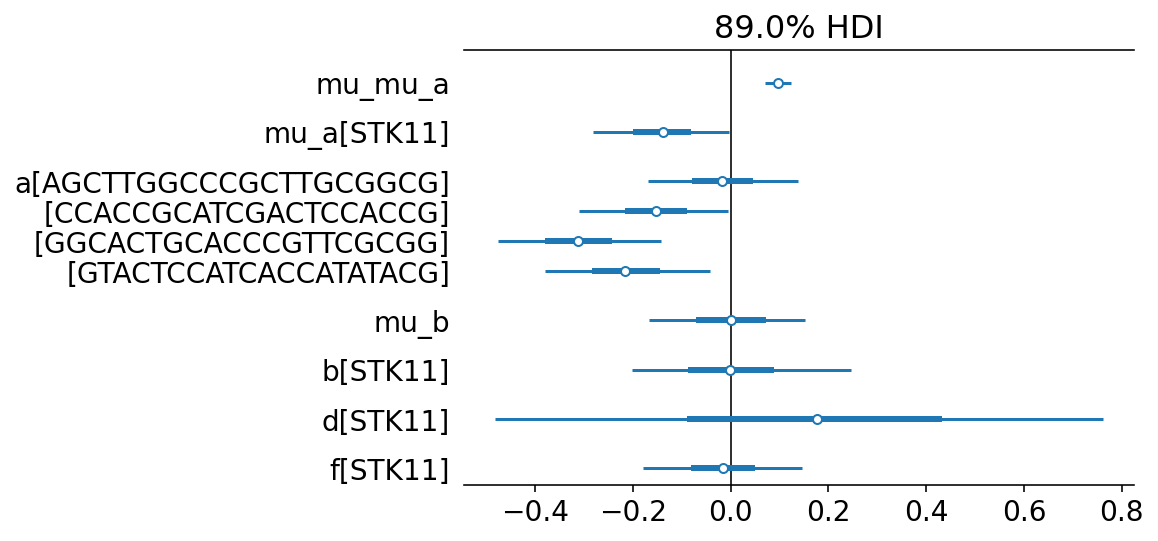 89.0% HDI
mu_mu_a
mu_a[STK11]
a[AGCTTGGCCCGCTTGCGGCG]
[CCACCGCATCGACTCCACCG]
[GGCACTGCACCCGTTCGCGG]
[GTACTCCATCACCATATACG]
mu_b
b[STK11]
d[STK11]
f[STK11]
−0.4 −0.2 0.0 0.2 0.4 0.6 0.8